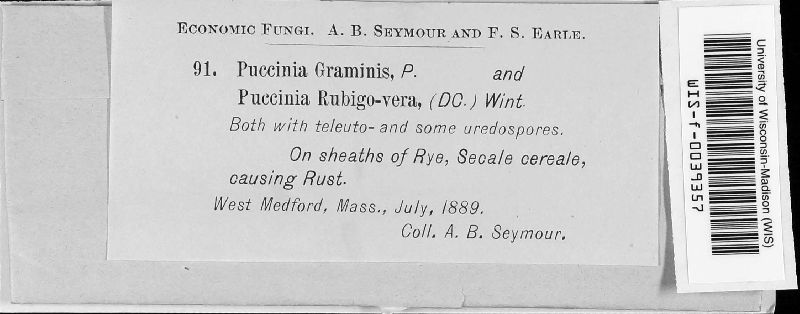 Economic Fungi. A. B. Seymour and F. S. Earle.
91. Puccinia Graminis, P. and
Puccinia Rubigo-vera, (DC.) Wint.
Both with teleuto- and some uredospores.
On sheaths of Rye, Secale cereale,
causing Rust.
West Medford, Mass., July, 1889.
Coll. A. B. Seymour.
University of Wisconsin-Madison (WIS)
WIS-f-0039357